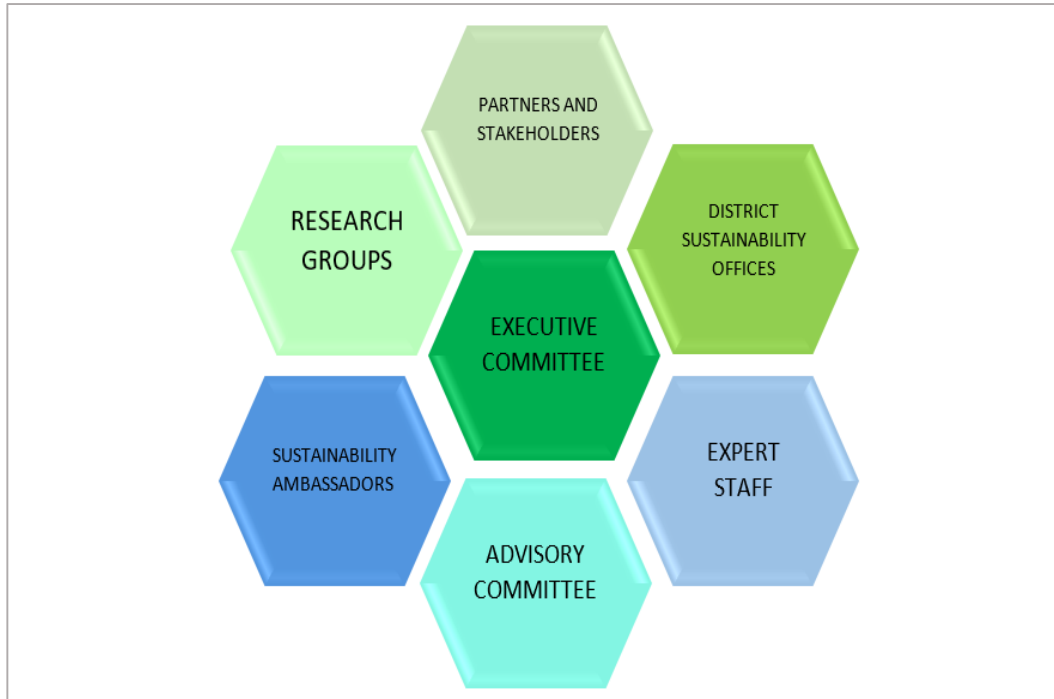 PARTNERS AND
STAKEHOLDERS
RESEARCH
GROUPS
DISTRICT
SUSTAINABILITY
OFFICES
EXECUTIVE
COMMITTEE
SUSTAINABILITY
AMBASSADORS
EXPERT
STAFF
ADVISORY
COMMITTEE